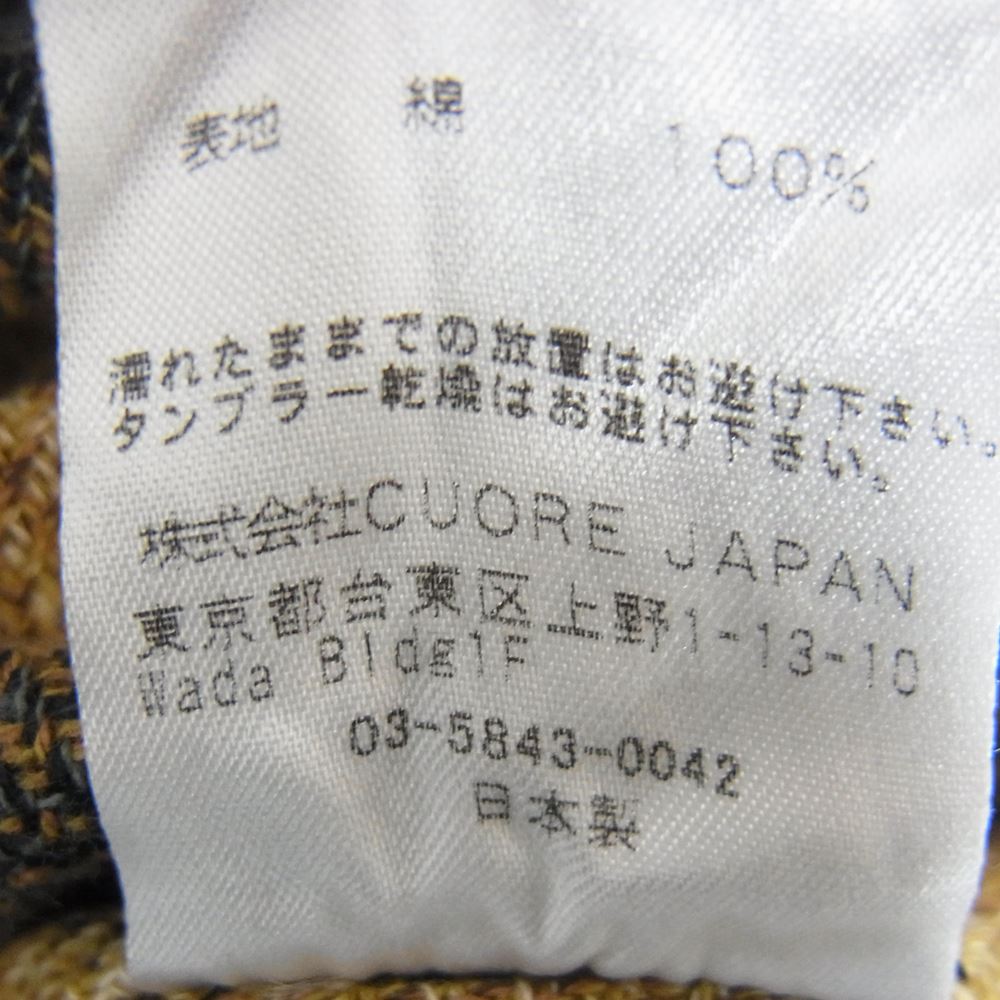 表地 綿 100%
濡れたままでの放置はお避け下さい。
タンブラー乾燥はお避け下さい。
株式会社CUORE JAPAN
東京都台東区上野1-13-10
Wada Bldg1F
03-5843-0042
日本製